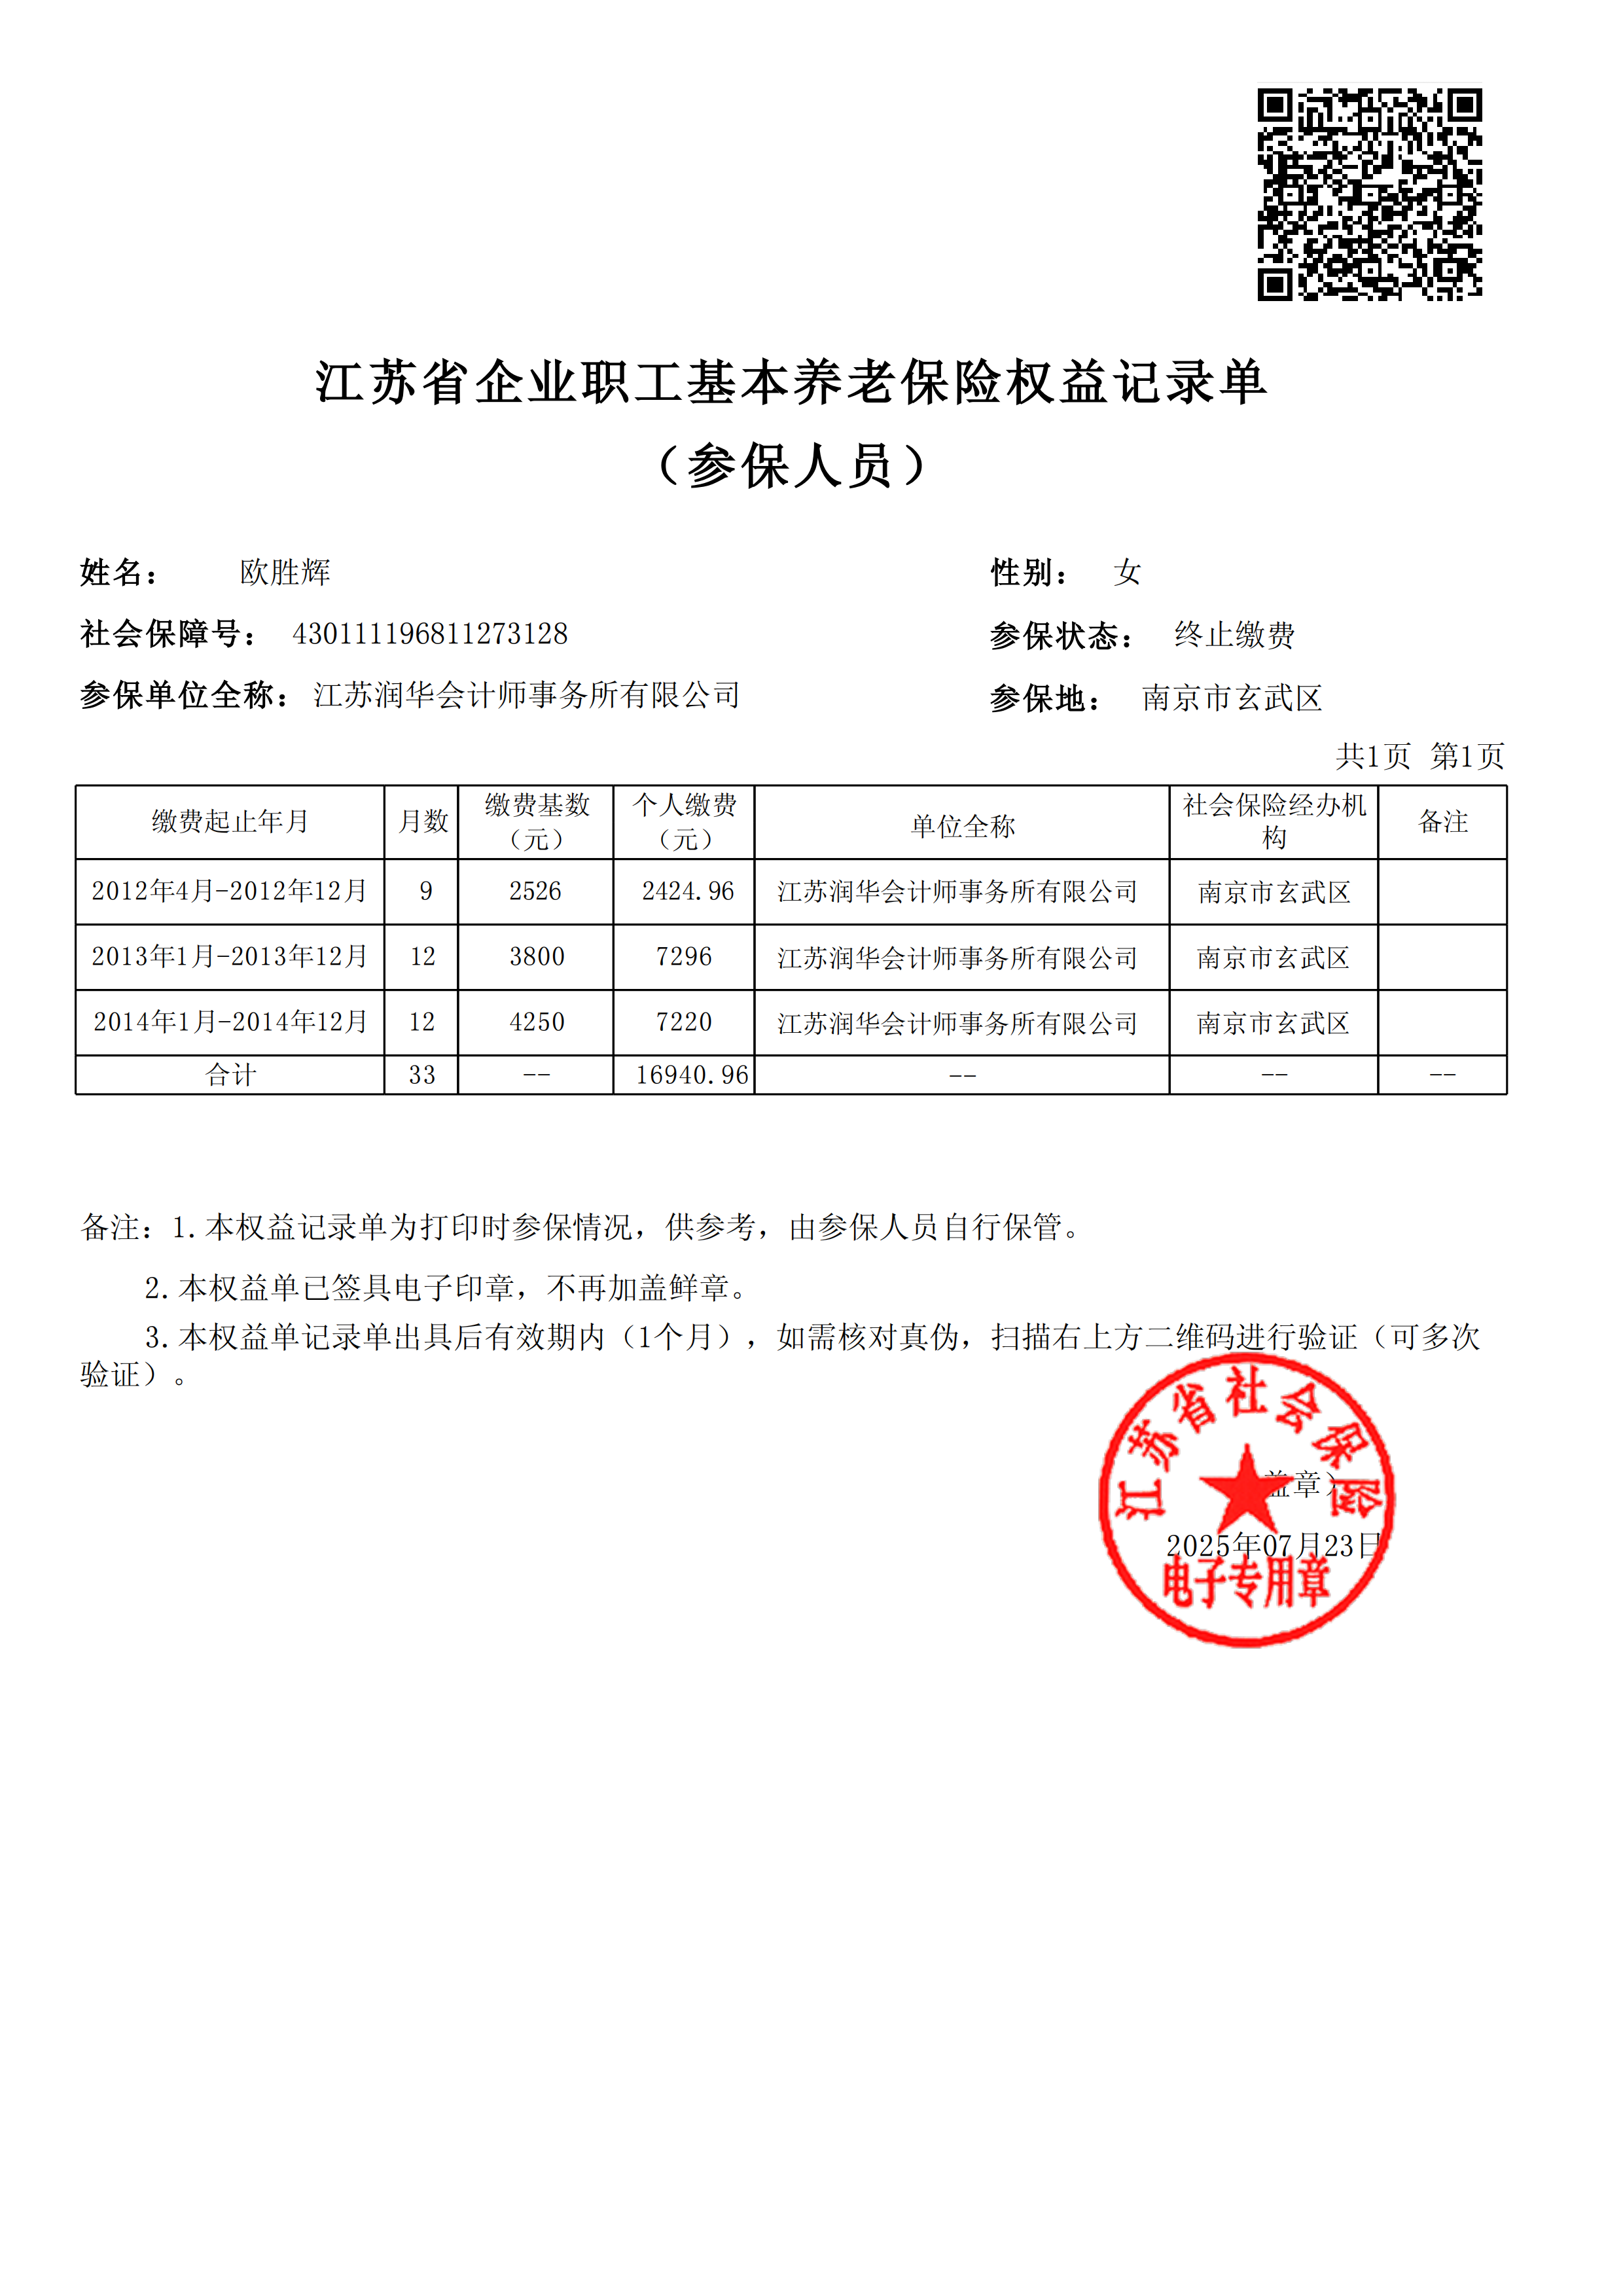 江苏省企业职工基本养老保险权益记录单
（参保人员）
姓名： 欧胜辉 性别： 女
社会保障号： 430111196811273128 参保状态： 终止缴费
参保单位全称： 江苏润华会计师事务所有限公司 参保地： 南京市玄武区
共1页 第1页
缴费起止年月 月数 缴费基数（元） 个人缴费（元） 单位全称 社会保险经办机构 备注
2012年4月-2012年12月 9 2526 2424.96 江苏润华会计师事务所有限公司 南京市玄武区
2013年1月-2013年12月 12 3800 7296 江苏润华会计师事务所有限公司 南京市玄武区
2014年1月-2014年12月 12 4250 7220 江苏润华会计师事务所有限公司 南京市玄武区
合计 33 -- 16940.96 -- -- --
备注：1.本权益记录单为打印时参保情况，供参考，由参保人员自行保管。
2.本权益单已签具电子印章，不再加盖鲜章。
3.本权益单记录单出具后有效期内（1个月），如需核对真伪，扫描右上方二维码进行验证（可多次
验证）。
江苏省社会保险
盖章）
2025年07月23日
电子专用章